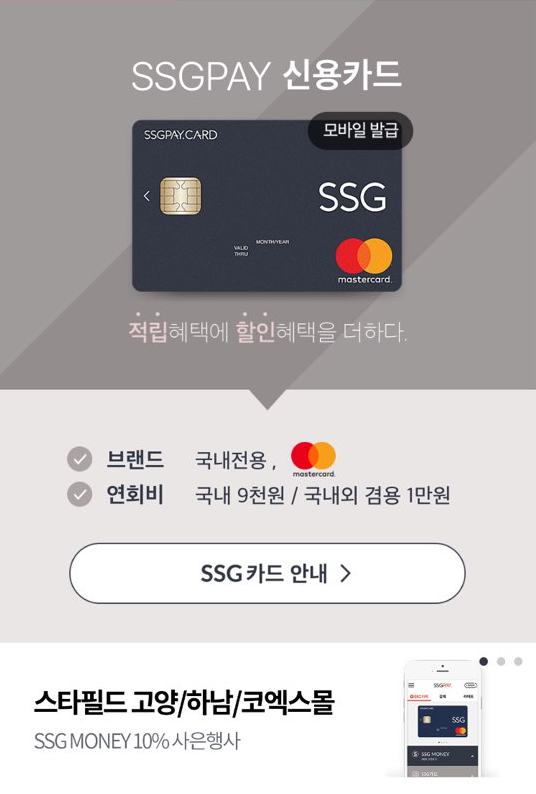 SSGPAY 신용카드
모바일 발급
SSGPAY.CARD
SSG
MONTH/YEAR
VALID
THRU
mastercard.
적립혜택에 할인혜택을 더하다.
브랜드 국내전용 , mastercard.
연회비 국내 9천원 / 국내외 겸용 1만원
SSG카드 안내 >
스타필드 고양/하남/코엑스몰
SSG MONEY 10% 사은행사
SSGPAY
SSG
SSG MONEY